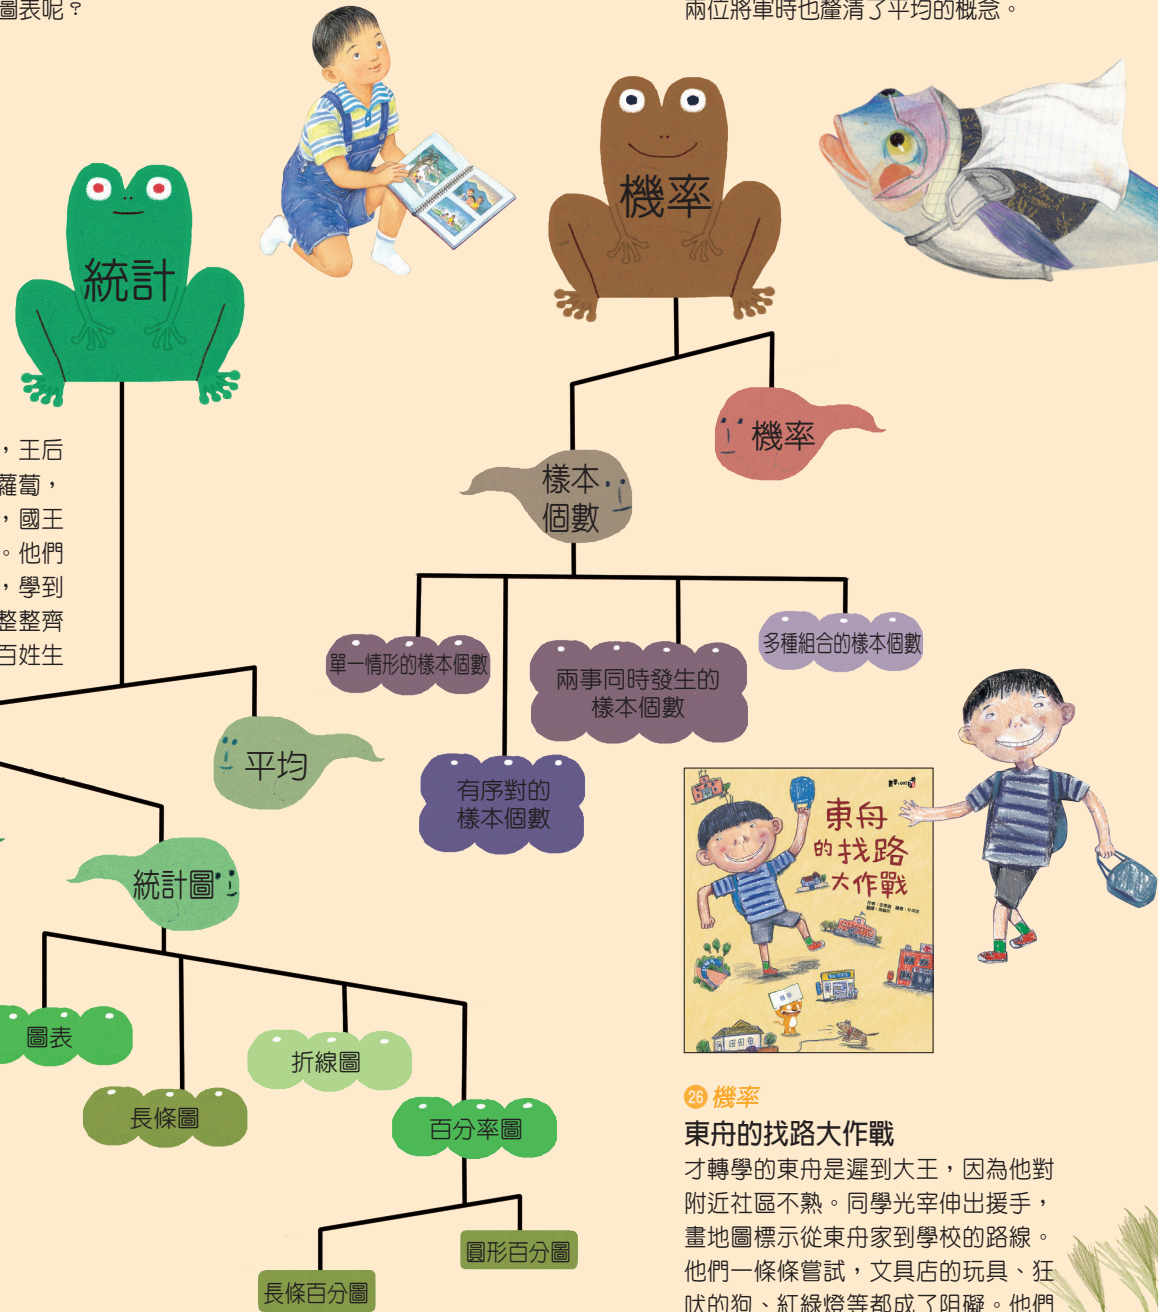 圖表呢？
兩位將軍時也釐清了平均的概念。
統計
機率
機率
樣本
個數
，王后
蘿蔔，
，國王
。他們
，學到
整整齊
百姓生
單一情形的樣本個數
兩事同時發生的
樣本個數
多種組合的樣本個數
有序對的
樣本個數
平均
統計圖
圖表
長條圖
折線圖
百分率圖
圓形百分圖
長條百分圖
東舟
的找路
大作戰
26 機率
東舟的找路大作戰
才轉學的東舟是遲到大王，因為他對
附近社區不熟。同學光宰伸出援手，
畫地圖標示從東舟家到學校的路線。
他們一條條嘗試，文具店的玩具、狂
吠的狗、紅綠燈等都成了阻礙。他們